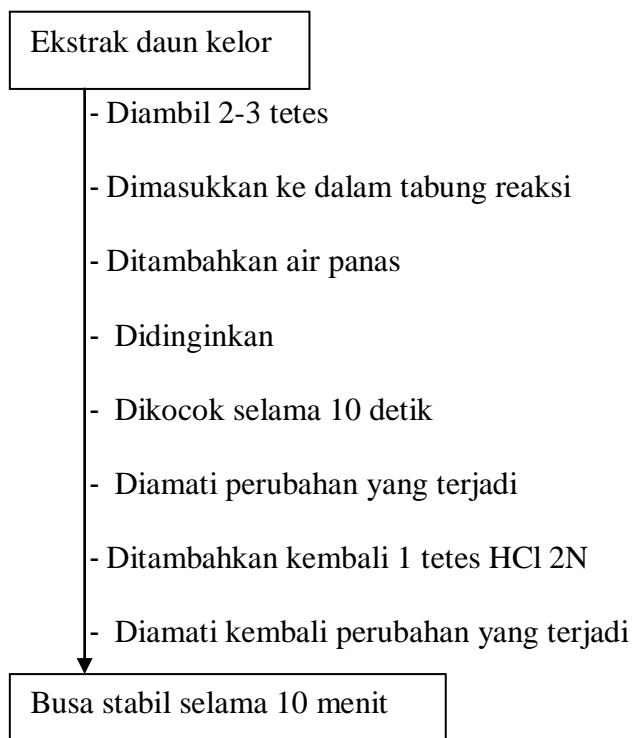 Ekstrak daun kelor
- Diambil 2-3 tetes
- Dimasukkan ke dalam tabung reaksi
- Ditambahkan air panas
- Didinginkan
- Dikocok selama 10 detik
- Diamati perubahan yang terjadi
- Ditambahkan kembali 1 tetes HCl 2N
- Diamati kembali perubahan yang terjadi
Busa stabil selama 10 menit